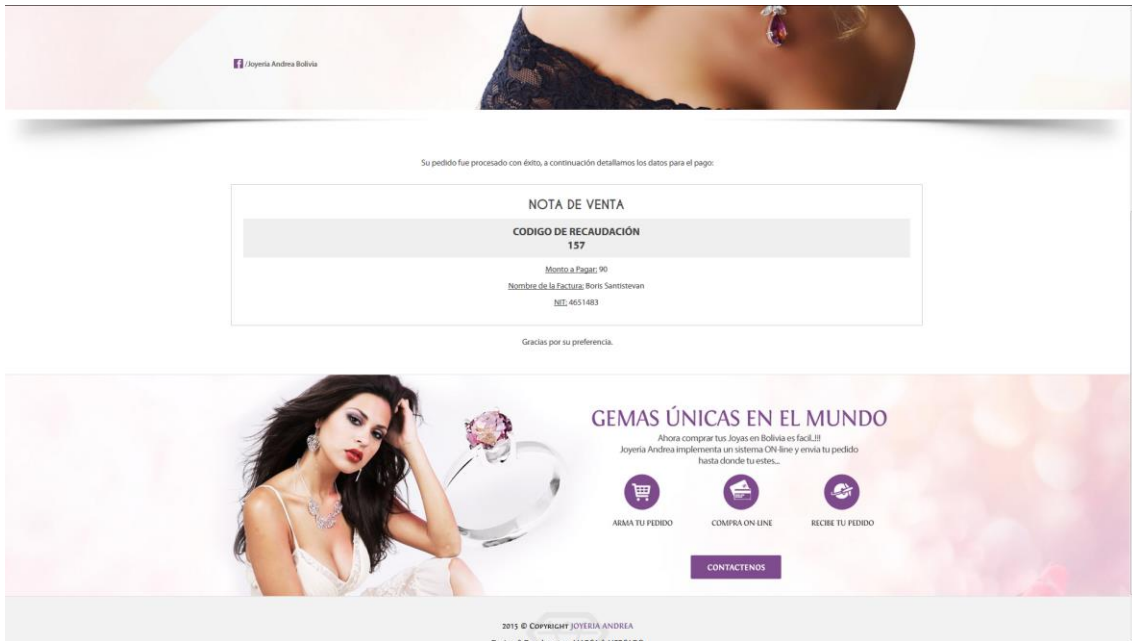 /Joyeria Andrea Bolivia
Su pedido fue procesado con éxito, a continuación detallamos los datos para el pago:
NOTA DE VENTA
CODIGO DE RECAUDACIÓN
157
Monto a Pagar: 90
Nombre de la Factura: Boris Santistevan
NIT: 4651483
Gracias por su preferencia.
GEMAS ÚNICAS EN EL MUNDO
Ahora comprar tus Joyas en Bolivia es facil..!!!
Joyeria Andrea implementa un sistema ON-line y envia tu pedido
hasta donde tu estes...
ARMA TU PEDIDO
COMPRA ON-LINE
RECIBE TU PEDIDO
CONTACTENOS
2015 © COPYRIGHT JOYERIA ANDREA